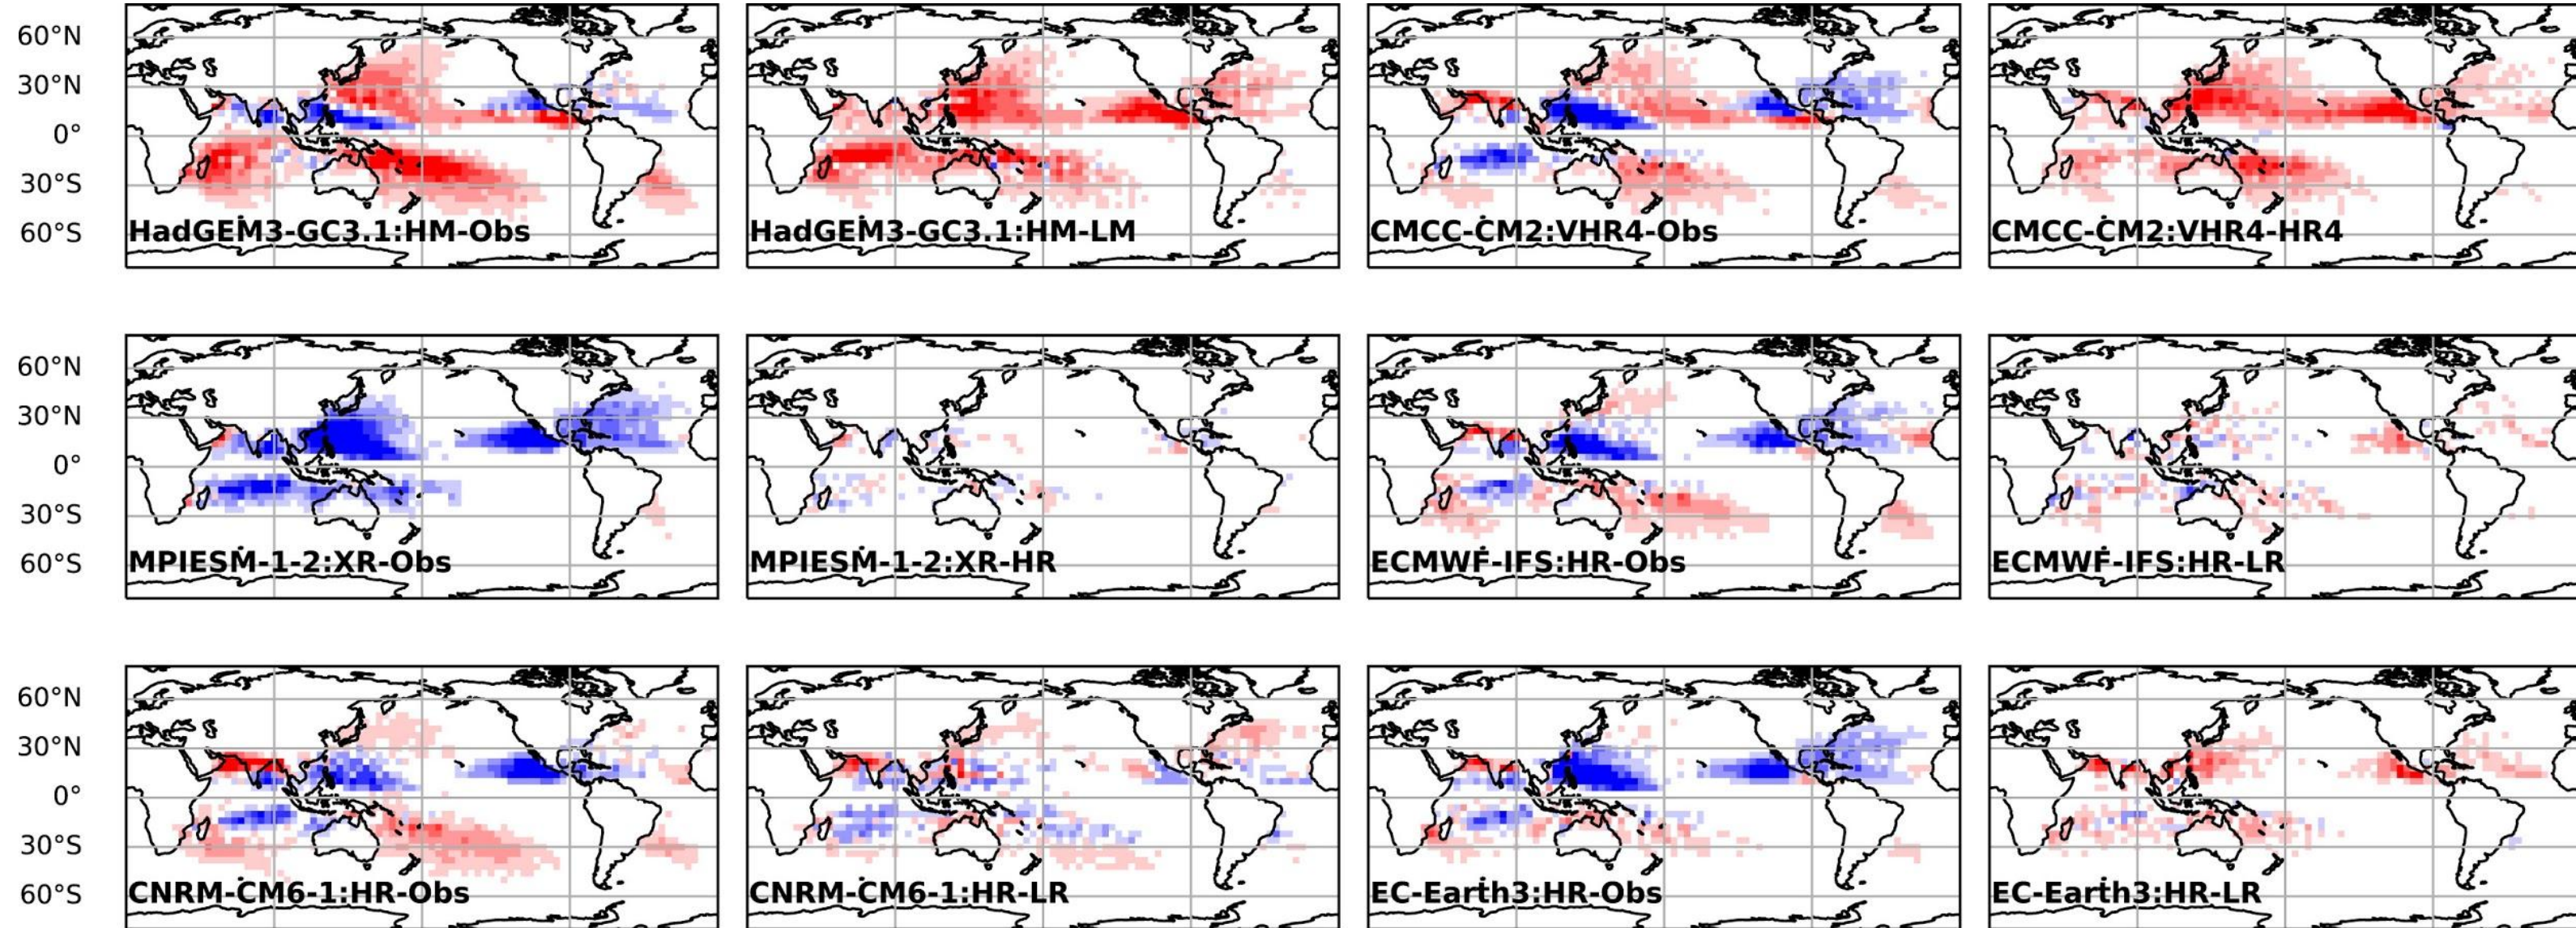 60°N
30°N
0°
30°S
60°S
HadGEM3-GC3.1:HM-Obs
HadGEM3-GC3.1:HM-LM
CMCC-CM2:VHR4-Obs
CMCC-CM2:VHR4-HR4
60°N
30°N
0°
30°S
60°S
MPIESM-1-2:XR-Obs
MPIESM-1-2:XR-HR
ECMWF-IFS:HR-Obs
ECMWF-IFS:HR-LR
60°N
30°N
0°
30°S
60°S
CNRM-CM6-1:HR-Obs
CNRM-CM6-1:HR-LR
EC-Earth3:HR-Obs
EC-Earth3:HR-LR